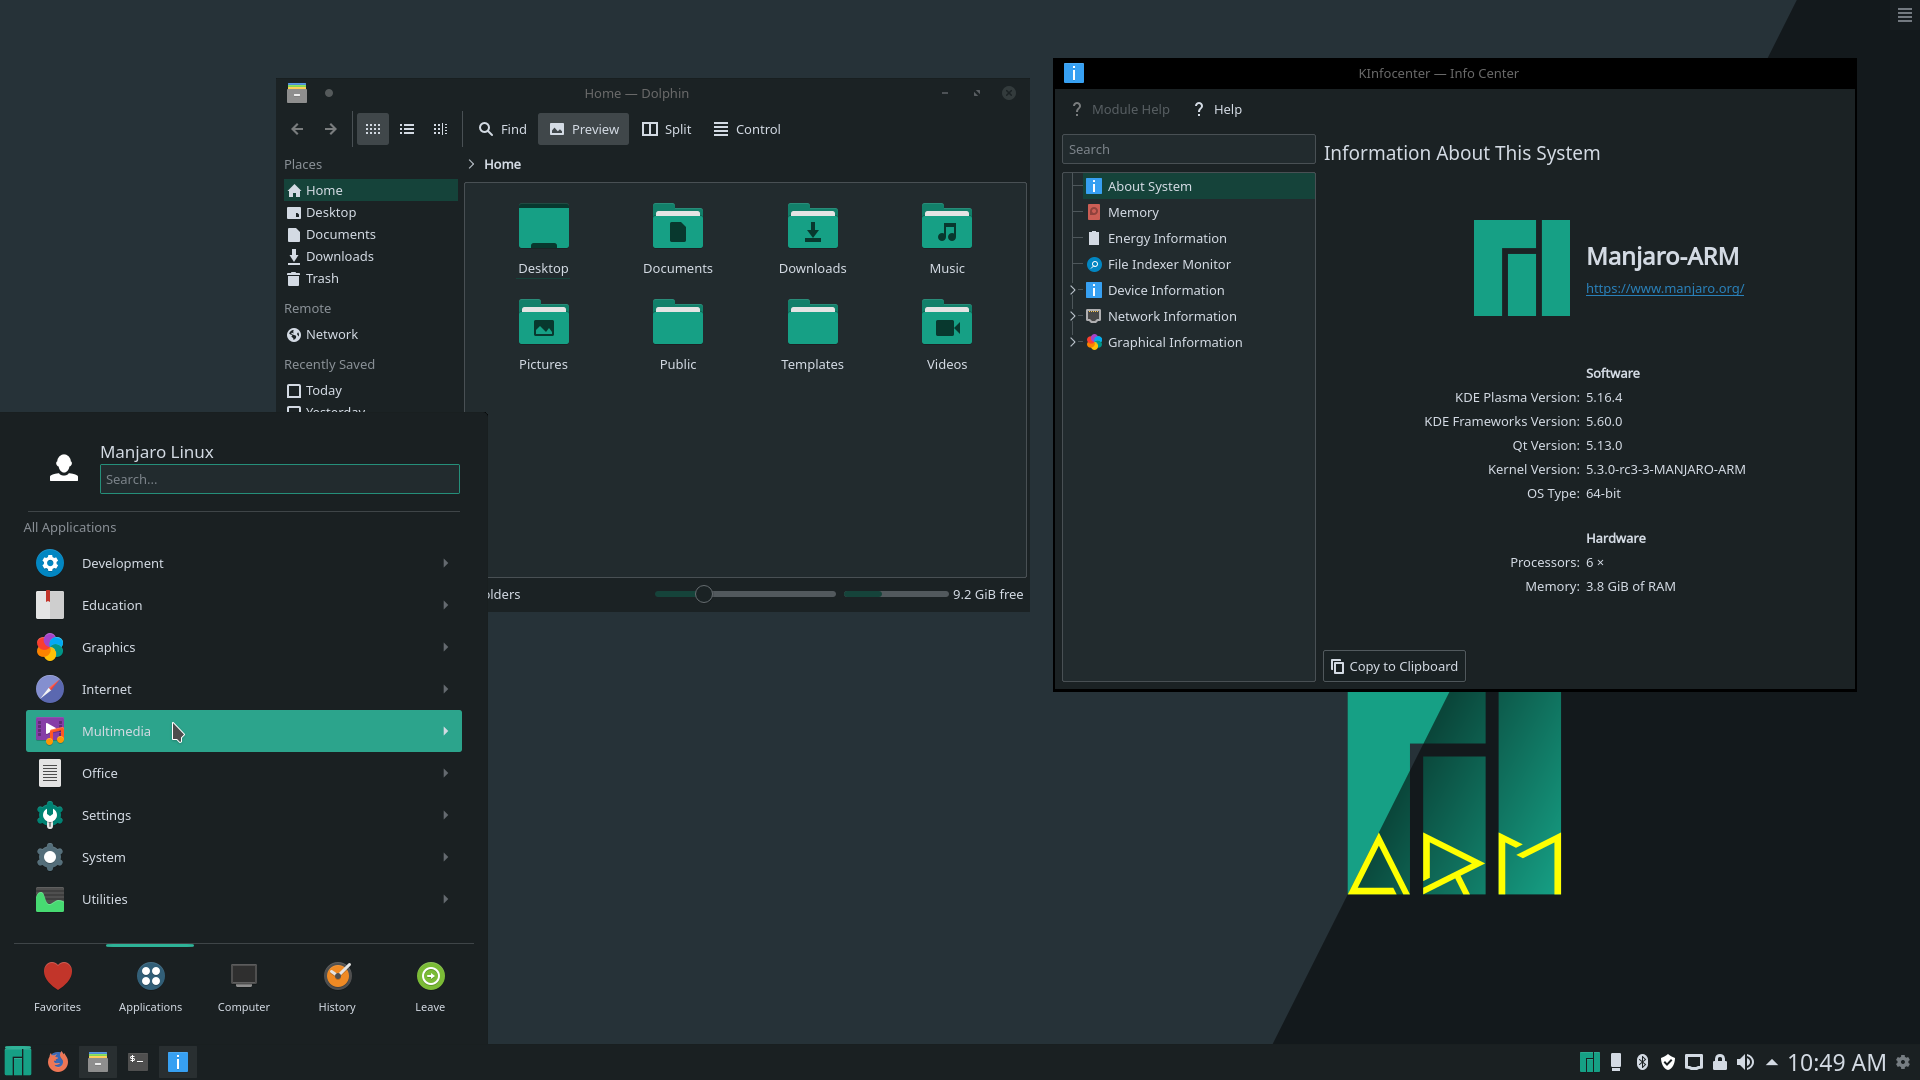 Home — Dolphin
Find
Preview
Split
Control
Places
Home
Desktop
Documents
Downloads
Trash
Remote
Network
Recently Saved
Today
Yesterday
Home
Desktop
Documents
Downloads
Music
Pictures
Public
Templates
Videos
9.2 GiB free
KInfocenter — Info Center
Module Help
Help
Search
About System
Memory
Energy Information
File Indexer Monitor
Device Information
Network Information
Graphical Information
Information About This System
Manjaro-ARM
https://www.manjaro.org/
Software
KDE Plasma Version: 5.16.4
KDE Frameworks Version: 5.60.0
Qt Version: 5.13.0
Kernel Version: 5.3.0-rc3-3-MANJARO-ARM
OS Type: 64-bit
Hardware
Processors: 6 ×
Memory: 3.8 GiB of RAM
Copy to Clipboard
ARM
Manjaro Linux
Search...
All Applications
Development
Education
Graphics
Internet
Multimedia
Office
Settings
System
Utilities
Favorites
Applications
Computer
History
Leave
10:49 AM